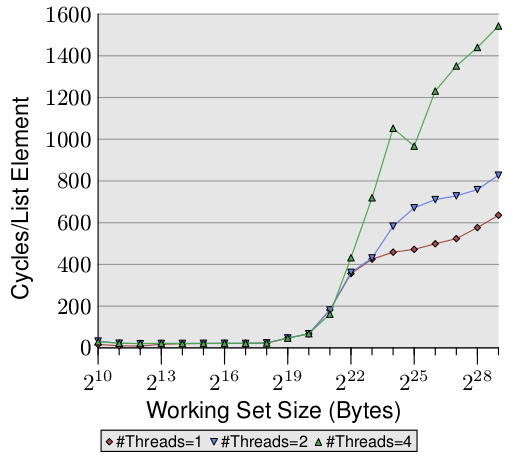 1600
1400
1200
1000
800
600
400
200
0
Cycles/List Element
2^10 2^13 2^16 2^19 2^22 2^25 2^28
Working Set Size (Bytes)
#Threads=1 #Threads=2 #Threads=4